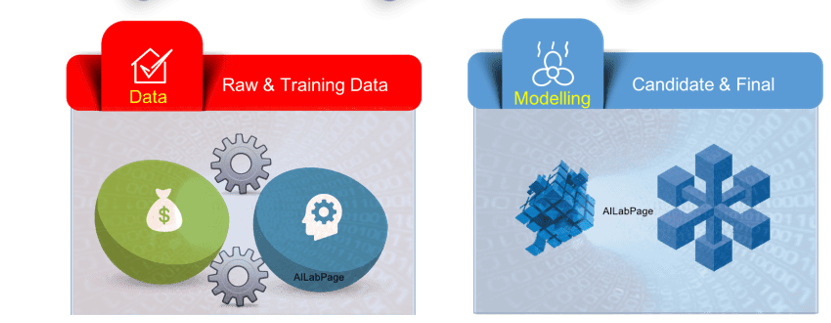 Data
Raw & Training Data
$
AILabPage
Modelling
Candidate & Final
AILabPage